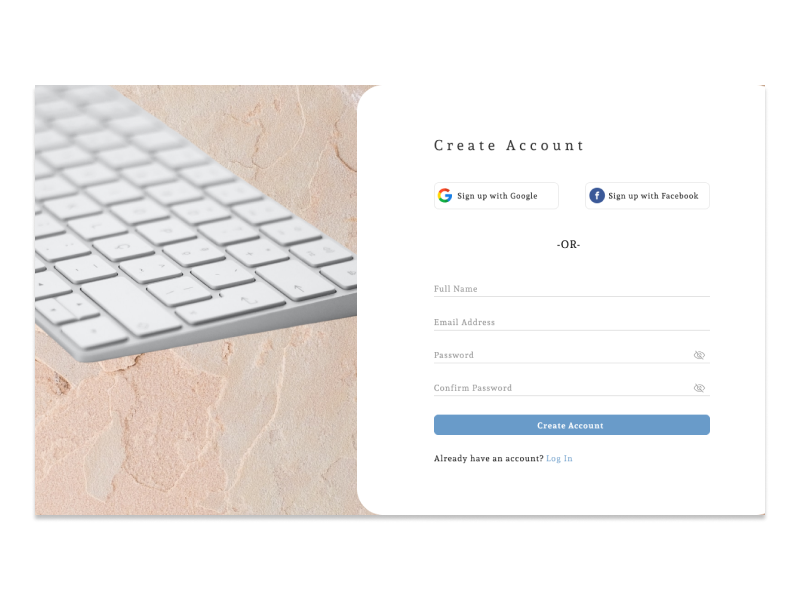 Create Account
Sign up with Google
Sign up with Facebook
-OR-
Full Name
Email Address
Password
Confirm Password
Create Account
Already have an account? Log In